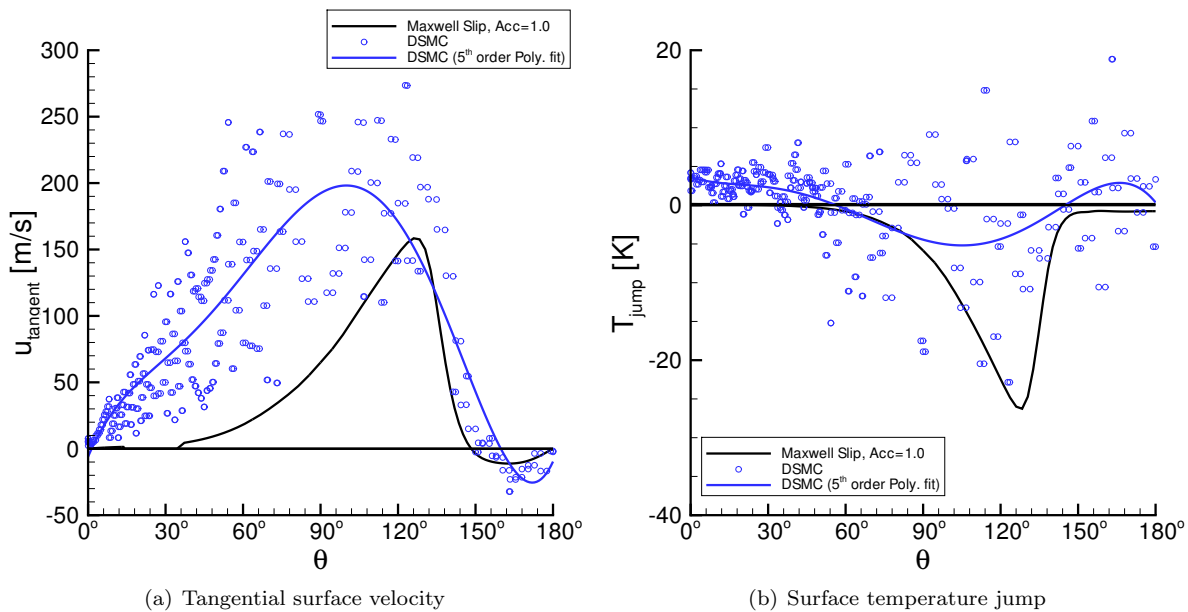 Maxwell Slip, Acc=1.0
DSMC
DSMC (5th order Poly. fit)
300
250
200
150
100
50
0
-50
u_tangent [m/s]
0° 30° 60° 90° 120° 150° 180°
θ
(a) Tangential surface velocity
40
20
0
-20
-40
T_jump [K]
Maxwell Slip, Acc=1.0
DSMC
DSMC (5th order Poly. fit)
0° 30° 60° 90° 120° 150° 180°
θ
(b) Surface temperature jump